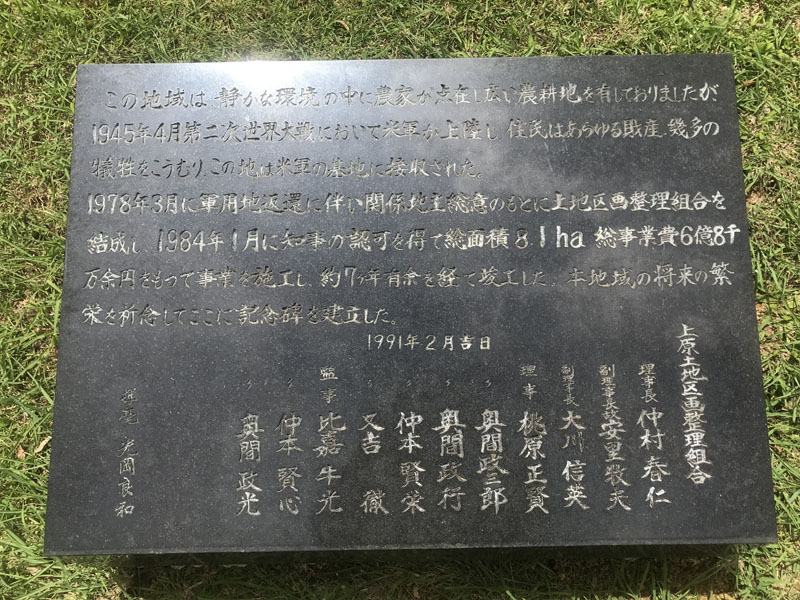 この地域は、静かな環境の中に農家が点在し広い農耕地を有しておりましたが
1945年4月第二次世界大戦において米軍が上陸し、住民はあらゆる財産、幾多の
犠牲をこうむり、この地は米軍の基地に接収された。
1978年3月に軍用地返還に伴い関係地主総意のもとに土地区画整理組合を
結成し、1984年1月に知事の認可を得て総面積8.1ha 総事業費6億8千
万余円をもって事業を施工し、約7ヶ年有余を経て竣工した。本地域の将来の繁
栄を祈念してここに記念碑を建立した。
1991年2月吉日
上原土地区画整理組合
理事長 仲村春仁
副理事長 安里
副理事長 大川信英
理事 桃原正賢
〃 奥間政三郎
〃 奥間政行
〃 仲本賢栄
〃 又吉徹
監事 比嘉牛光
〃 仲本賢心
〃 奥間政光
光岡良和